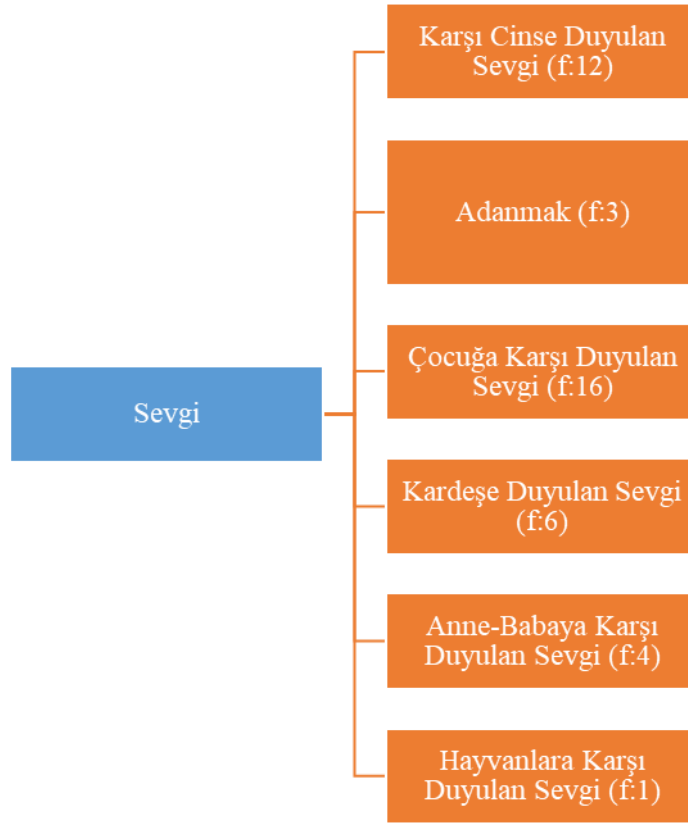 Karşı Cinse Duyulan
Sevgi (f:12)
Adanmak (f:3)
Çocuğa Karşı Duyulan
Sevgi (f:16)
Sevgi
Kardeşe Duyulan Sevgi
(f:6)
Anne-Babaya Karşı
Duyulan Sevgi (f:4)
Hayvanlara Karşı
Duyulan Sevgi (f:1)